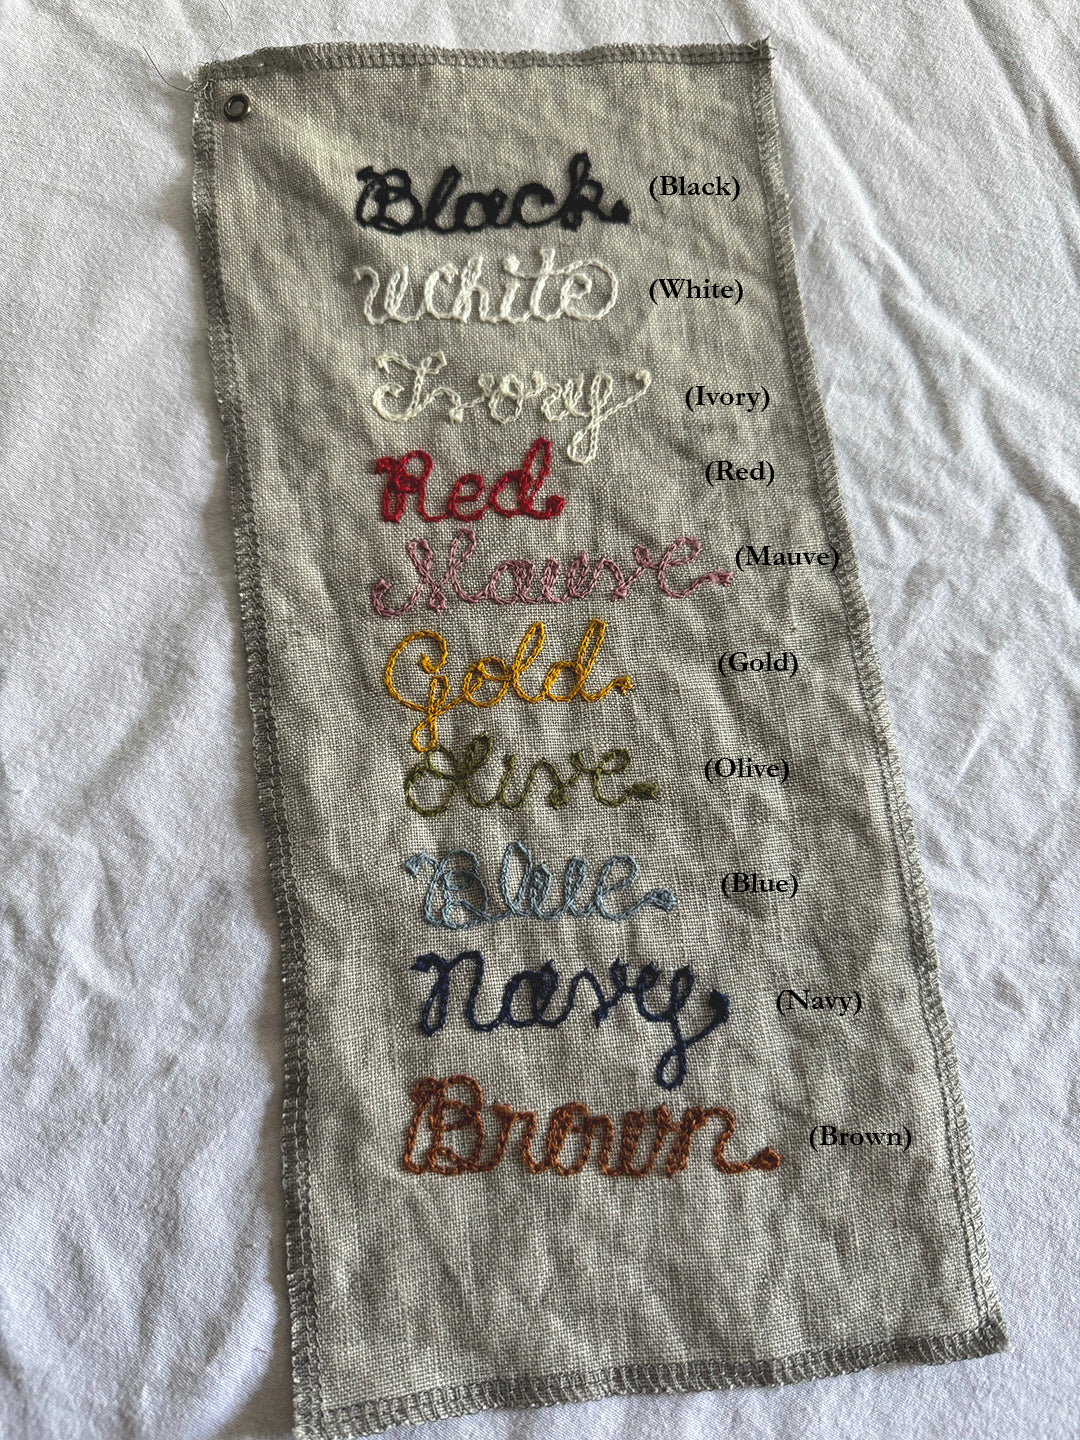 Black (Black)
White (White)
Ivory (Ivory)
Red (Red)
Mauve (Mauve)
Gold (Gold)
Olive (Olive)
Blue (Blue)
Navy (Navy)
Brown (Brown)